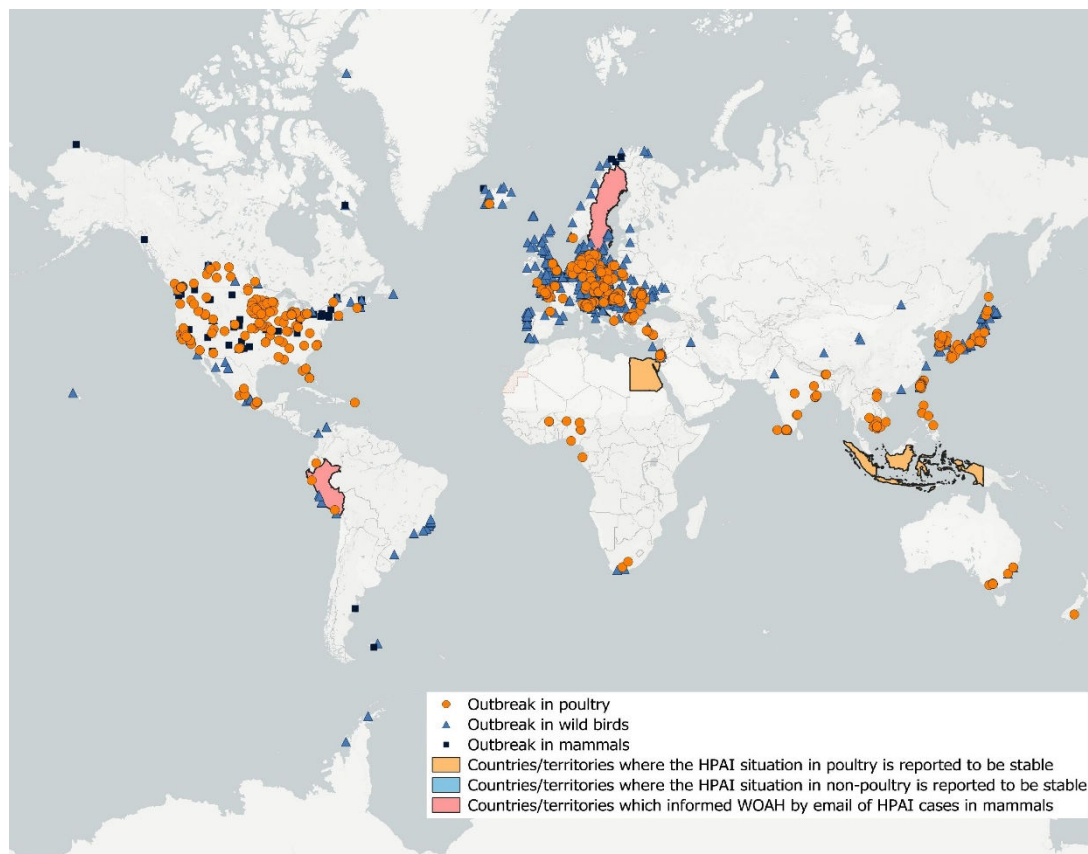 Outbreak in poultry
Outbreak in wild birds
Outbreak in mammals
Countries/territories where the HPAI situation in poultry is reported to be stable
Countries/territories where the HPAI situation in non-poultry is reported to be stable
Countries/territories which informed WOAH by email of HPAI cases in mammals